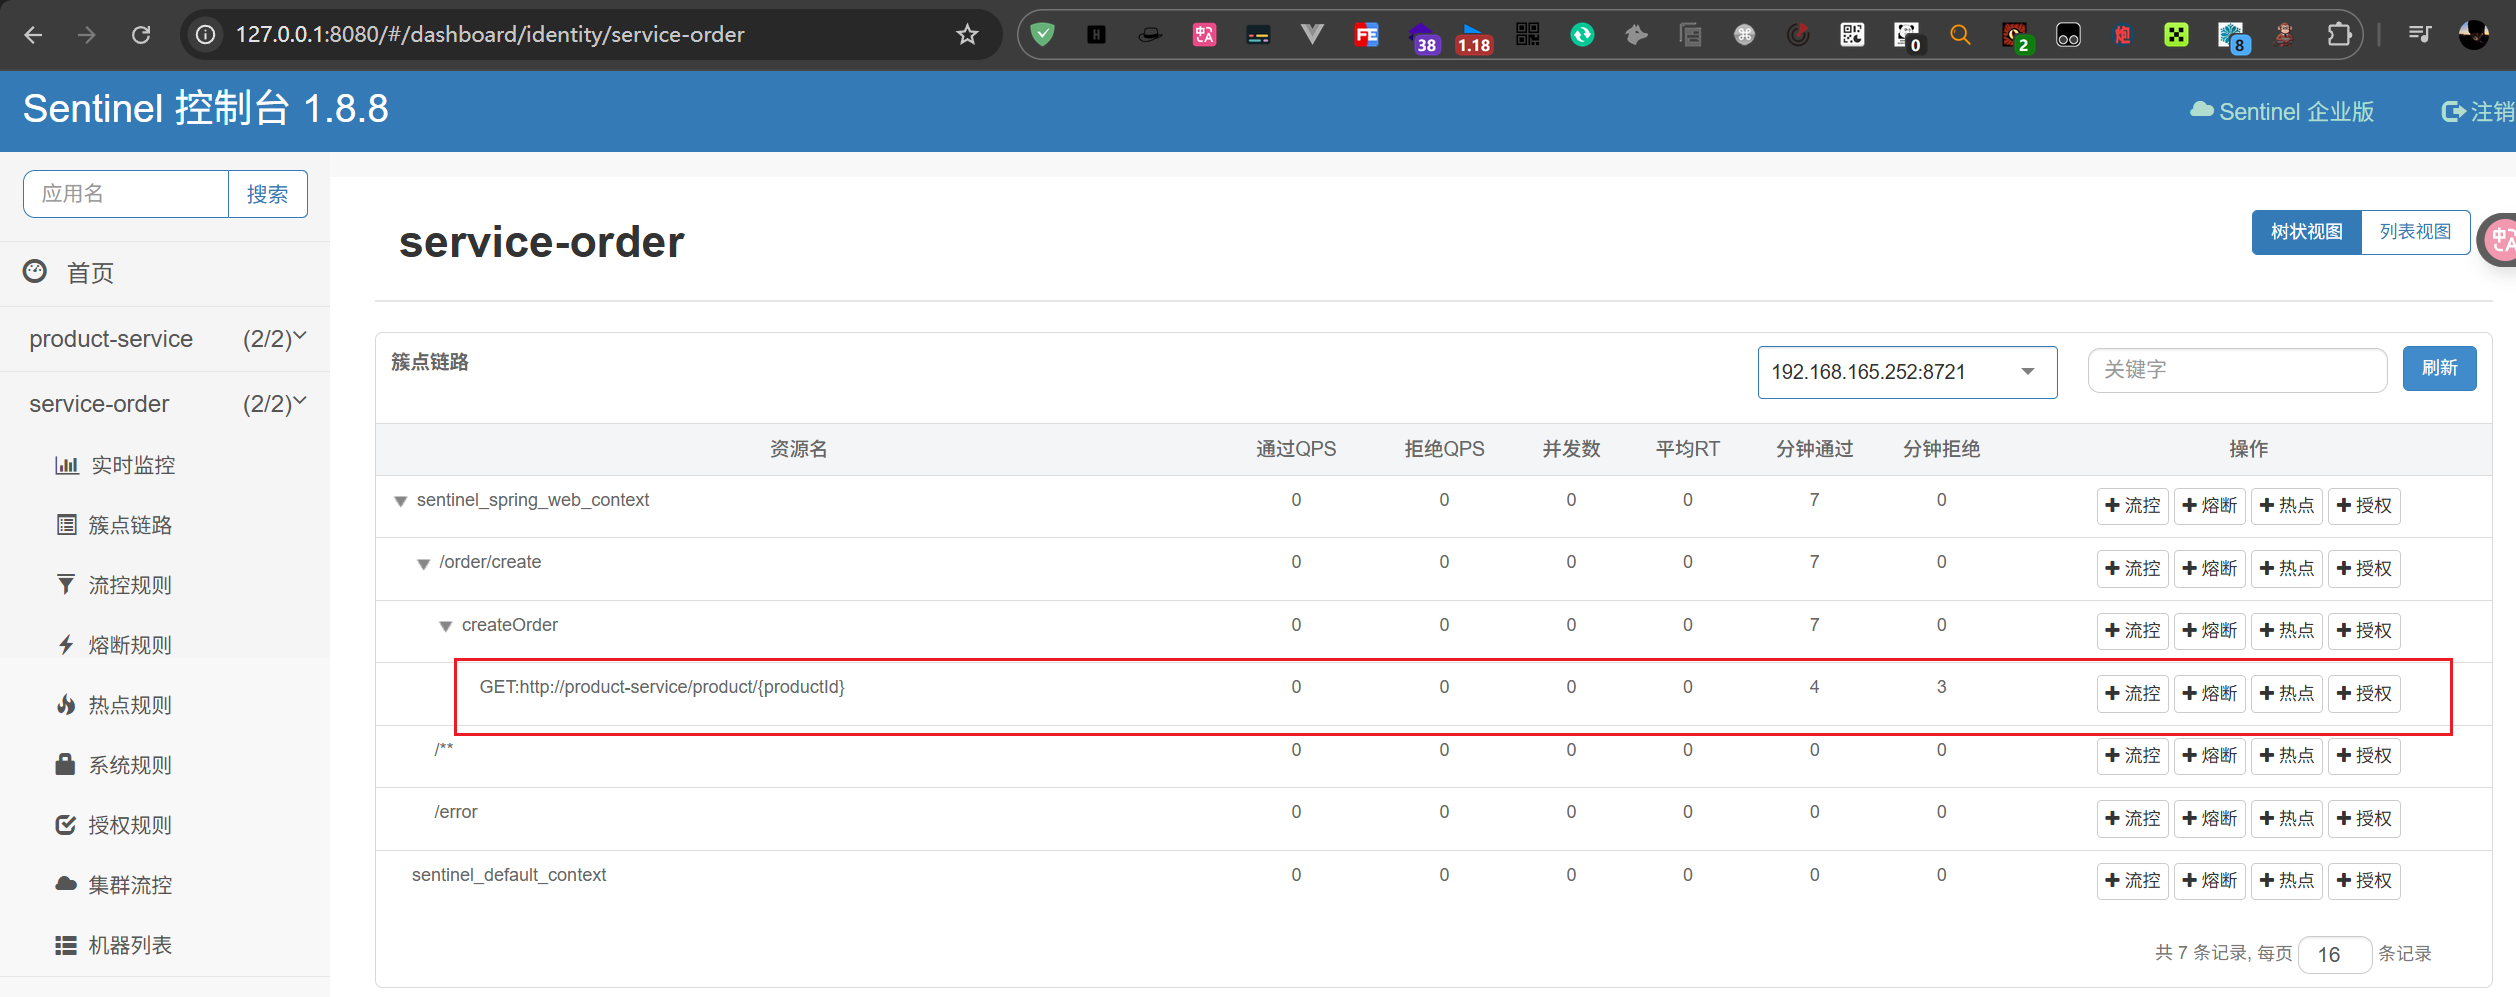 127.0.0.1:8080/#/dashboard/identity/service-order
38 1.18 0 2 8
Sentinel 控制台 1.8.8
Sentinel 企业版 注销
应用名 搜索
首页
product-service (2/2)
service-order (2/2)
实时监控
簇点链路
流控规则
熔断规则
热点规则
系统规则
授权规则
集群流控
机器列表
service-order 树状视图 列表视图
簇点链路 192.168.165.252:8721 关键字 刷新
资源名 通过QPS 拒绝QPS 并发数 平均RT 分钟通过 分钟拒绝 操作
sentinel_spring_web_context 0 0 0 0 7 0 流控 熔断 热点 授权
/order/create 0 0 0 0 7 0 流控 熔断 热点 授权
createOrder 0 0 0 0 7 0 流控 熔断 热点 授权
GET:http://product-service/product/{productId} 0 0 0 0 4 3 流控 熔断 热点 授权
/** 0 0 0 0 0 0 流控 熔断 热点 授权
/error 0 0 0 0 0 0 流控 熔断 热点 授权
sentinel_default_context 0 0 0 0 0 0 流控 熔断 热点 授权
共 7 条记录, 每页 16 条记录